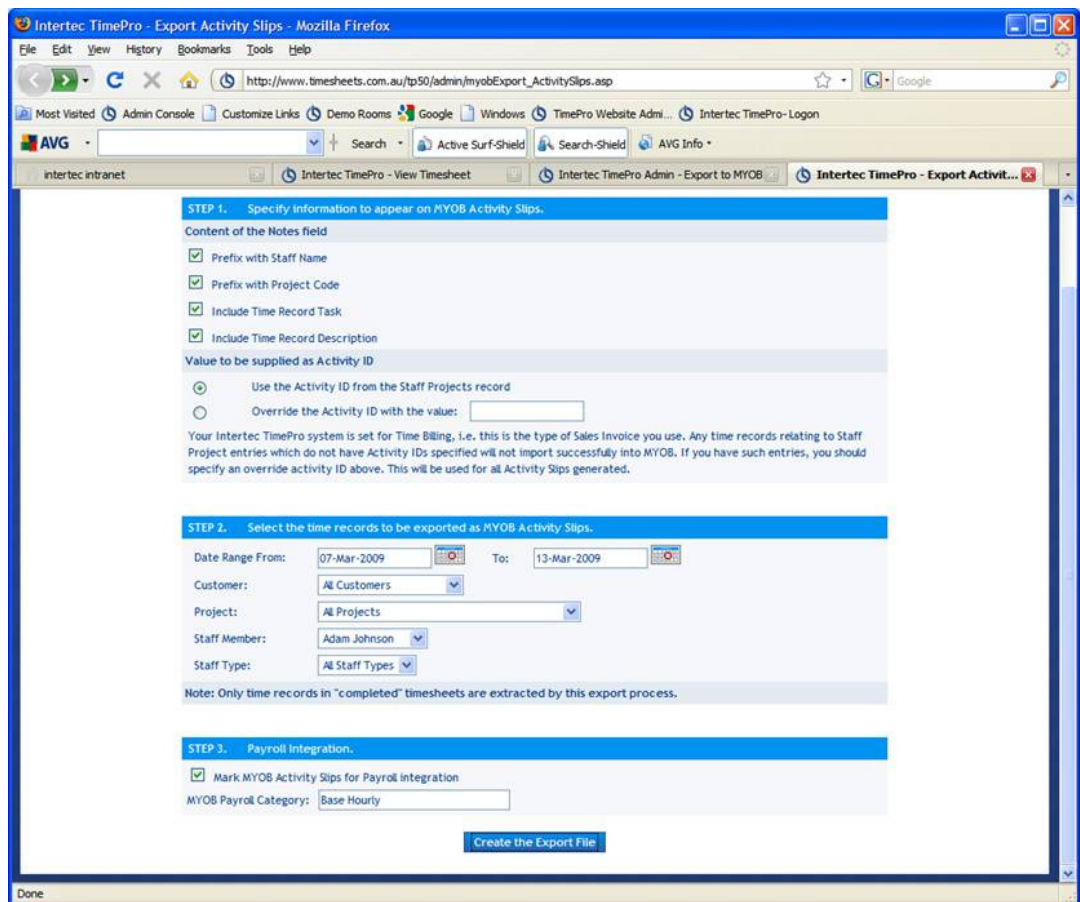 Intertec TimePro - Export Activity Slips - Mozilla Firefox
File Edit View History Bookmarks Tools Help
http://www.timesheets.com.au/tp50/admin/myobExport_ActivitySlips.asp
G Google
Most Visited Admin Console Customize Links Demo Rooms Google Windows TimePro Website Admi... Intertec TimePro-Logon
AVG Search Active Surf-Shield Search-Shield AVG Info
intertec intranet Intertec TimePro - View Timesheet Intertec TimePro Admin - Export to MYOB Intertec TimePro - Export Activit...
STEP 1. Specify information to appear on MYOB Activity Slips.
Content of the Notes field
Prefix with Staff Name
Prefix with Project Code
Include Time Record Task
Include Time Record Description
Value to be supplied as Activity ID
Use the Activity ID from the Staff Projects record
Override the Activity ID with the value:
Your Intertec TimePro system is set for Time Billing, i.e. this is the type of Sales Invoice you use. Any time records relating to Staff
Project entries which do not have Activity IDs specified will not import successfully into MYOB. If you have such entries, you should
specify an override activity ID above. This will be used for all Activity Slips generated.
STEP 2. Select the time records to be exported as MYOB Activity Slips.
Date Range From: 07-Mar-2009 To: 13-Mar-2009
Customer: All Customers
Project: All Projects
Staff Member: Adam Johnson
Staff Type: All Staff Types
Note: Only time records in "completed" timesheets are extracted by this export process.
STEP 3. Payroll Integration.
Mark MYOB Activity Slips for Payroll integration
MYOB Payroll Category: Base Hourly
Create the Export File
Done